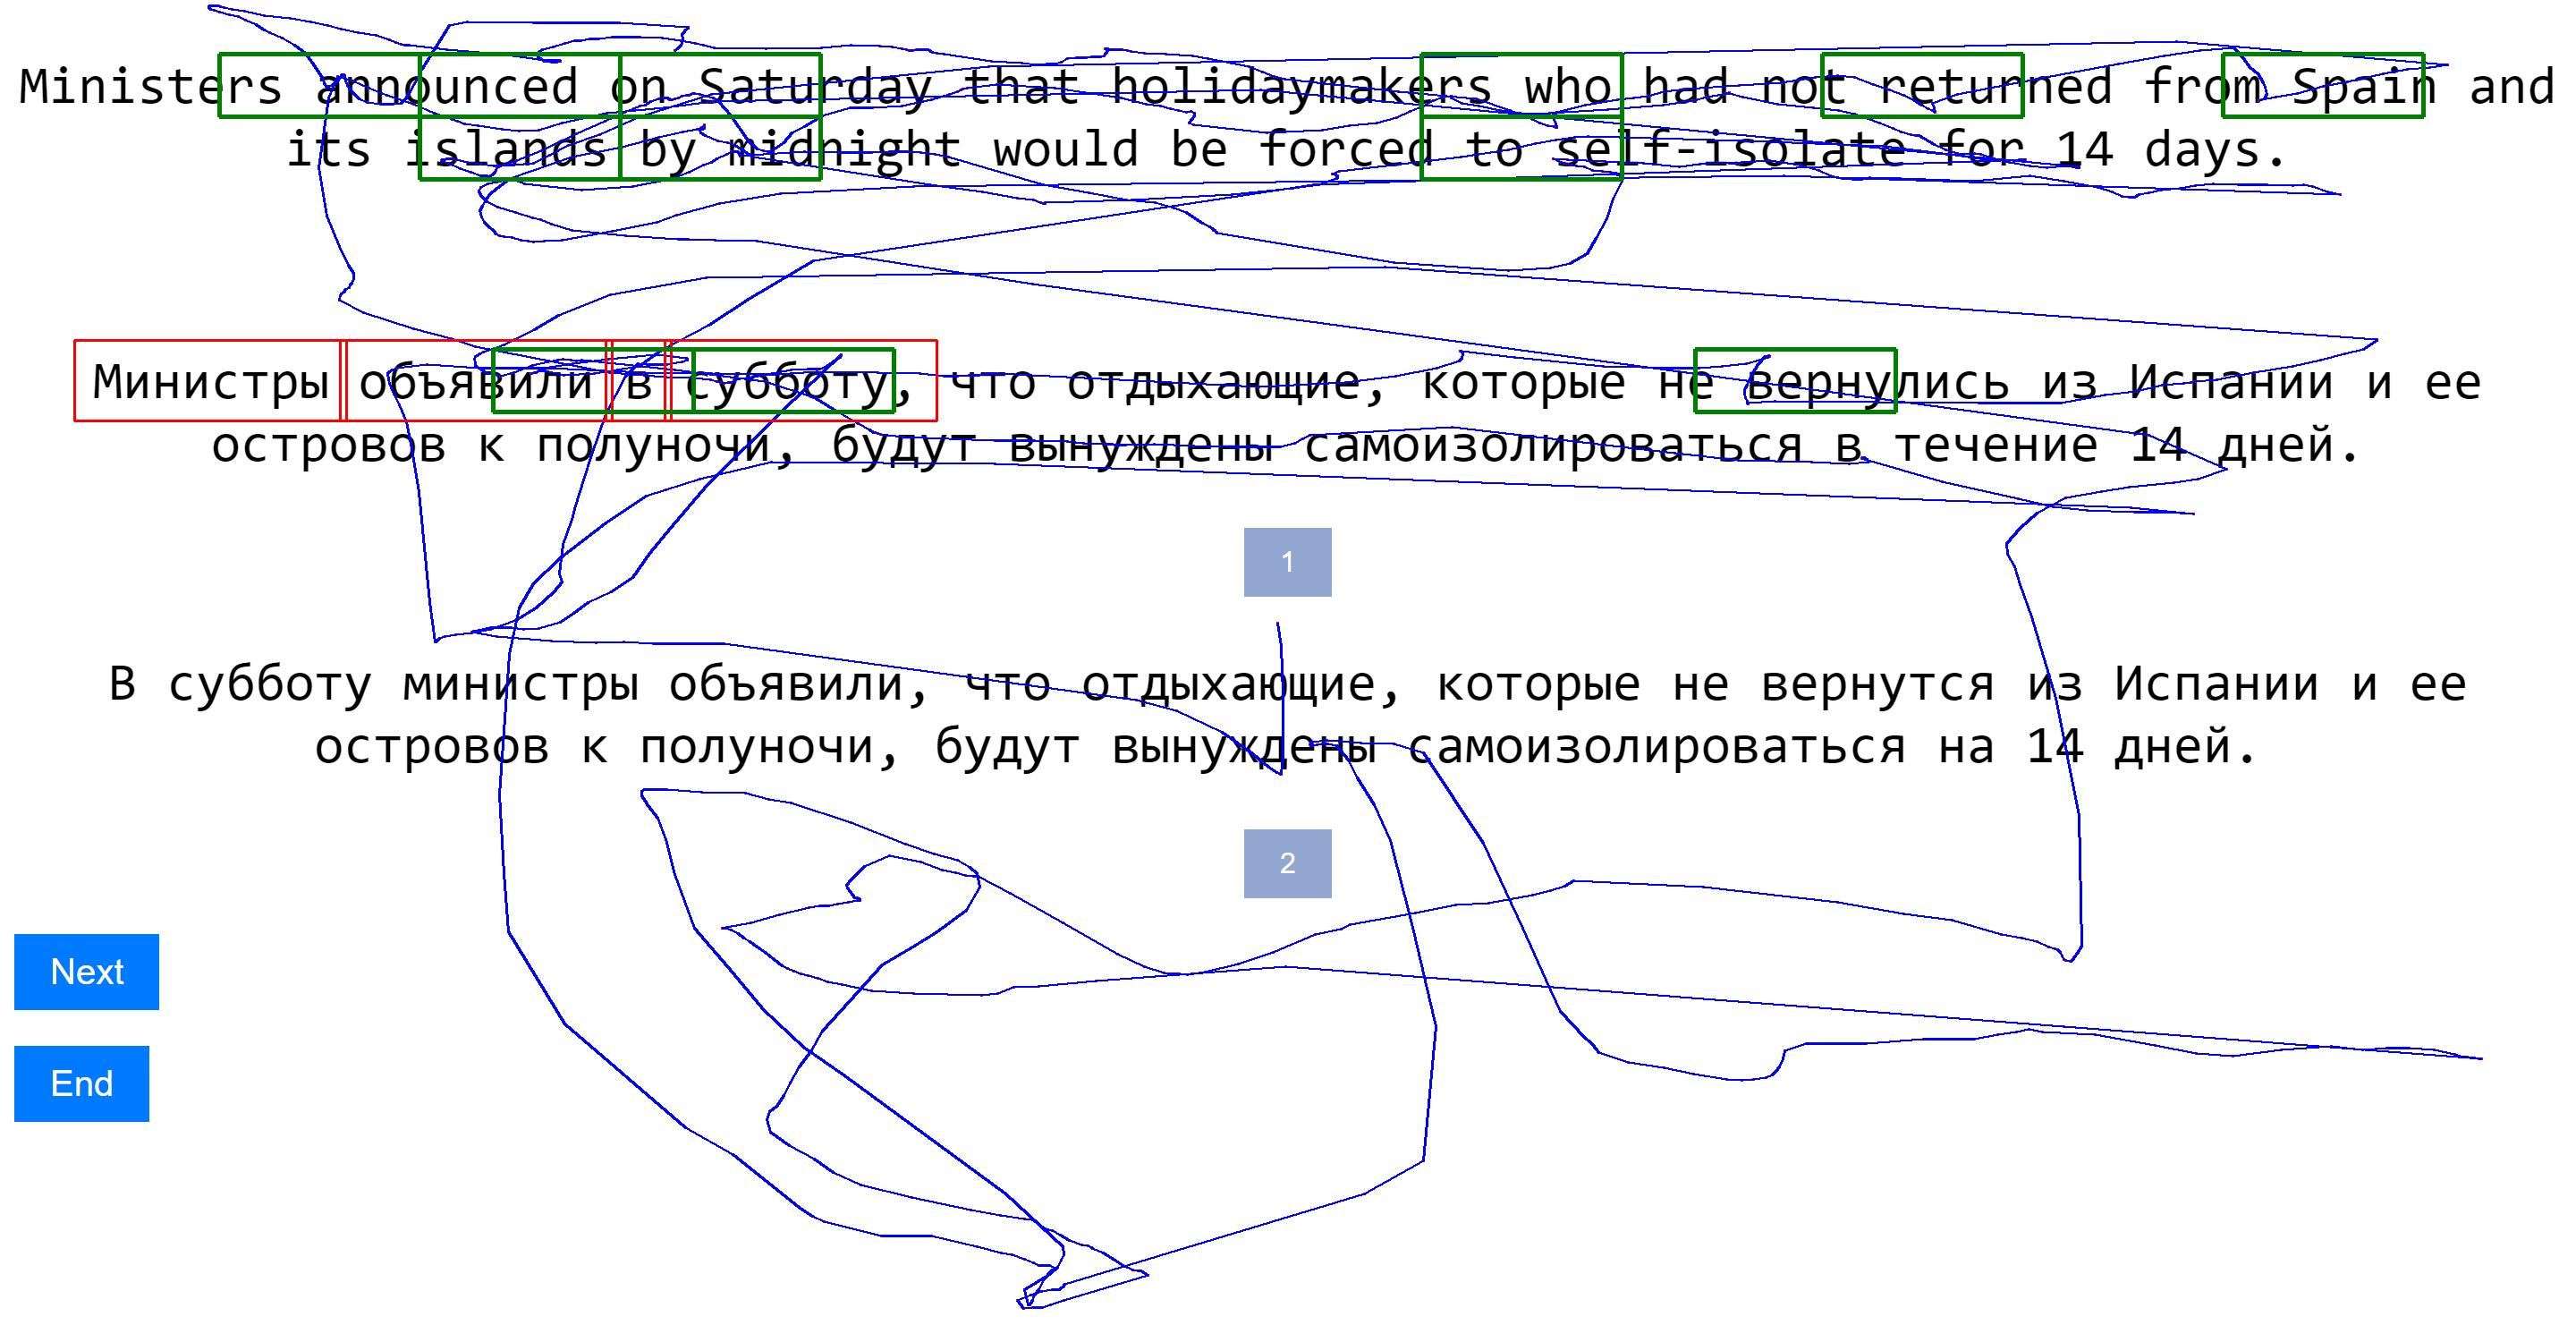 Ministers announced on Saturday that holidaymakers who had not returned from Spain and
its islands by midnight would be forced to self-isolate for 14 days.
Министры объявили в субботу, что отдыхающие, которые не вернулись из Испании и ее
островов к полуночи, будут вынуждены самоизолироваться в течение 14 дней.
1
В субботу министры объявили, что отдыхающие, которые не вернутся из Испании и ее
островов к полуночи, будут вынуждены самоизолироваться на 14 дней.
2
Next
End